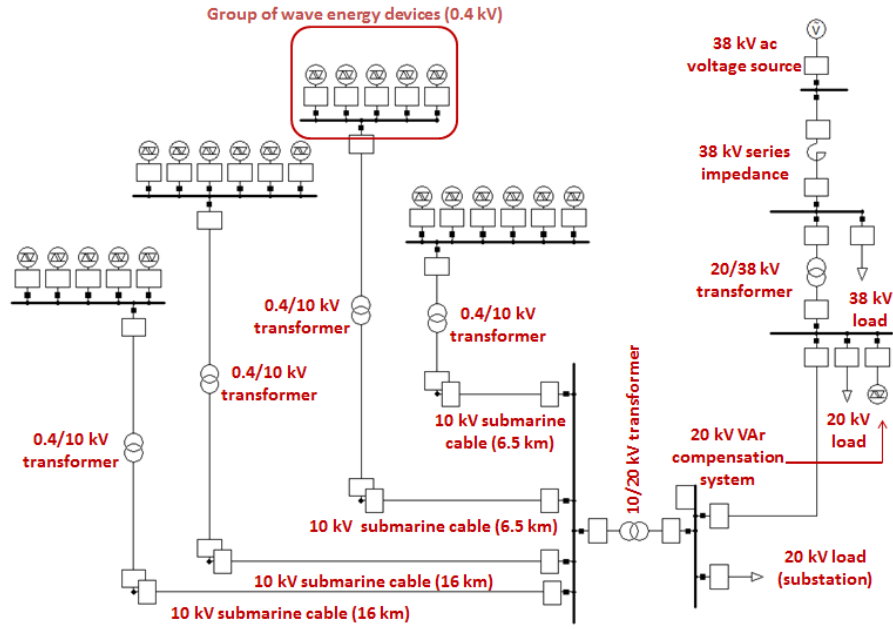 Group of wave energy devices (0.4 kV)
Ṽ
38 kV ac
voltage source
38 kV series
impedance
20/38 kV
transformer
38 kV
load
0.4/10 kV
transformer
0.4/10 kV
transformer
0.4/10 kV
transformer
0.4/10 kV
transformer
10 kV submarine
cable (6.5 km)
10/20 kV transformer
20 kV VAr
compensation
system
20 kV
load
10 kV submarine cable (6.5 km)
10 kV submarine cable (16 km)
10 kV submarine cable (16 km)
20 kV load
(substation)